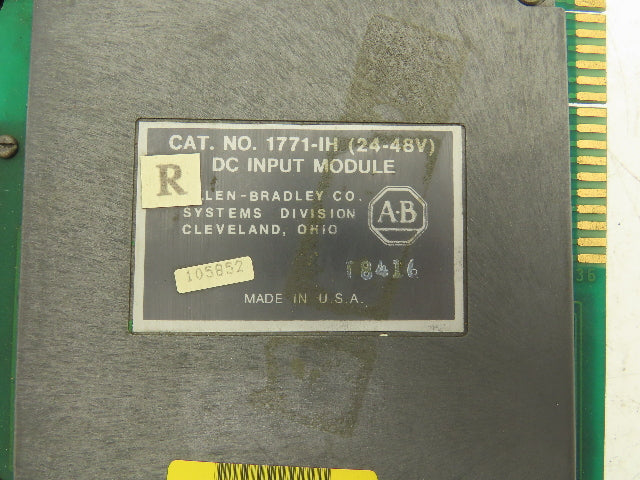 CAT. NO. 1771-IH (24-48V)
DC INPUT MODULE
R
LLEN-BRADLEY CO.
SYSTEMS DIVISION
CLEVELAND, OHIO
A-B
105852
T8416
MADE IN U.S.A.
36